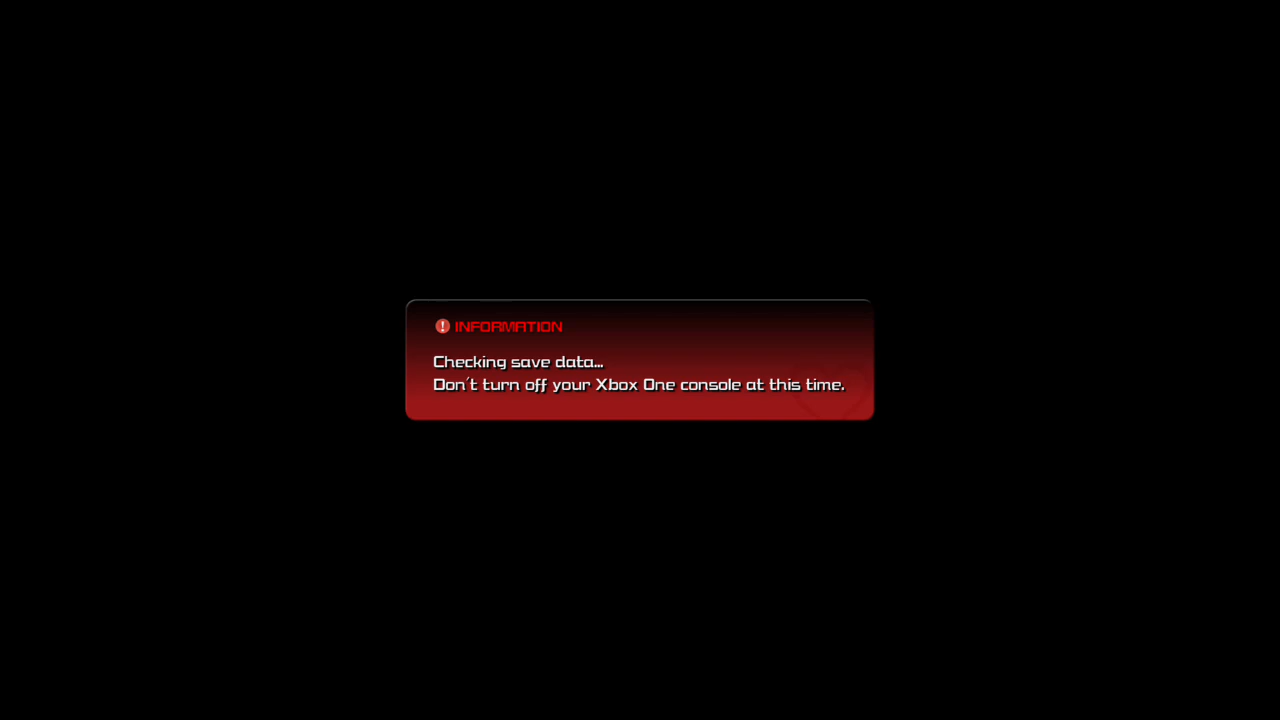 INFORMATION
Checking save data...
Don't turn off your Xbox One console at this time.